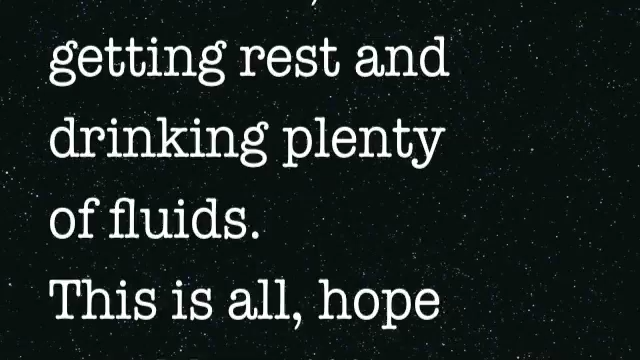 getting rest and
drinking plenty
of fluids.
This is all, hope